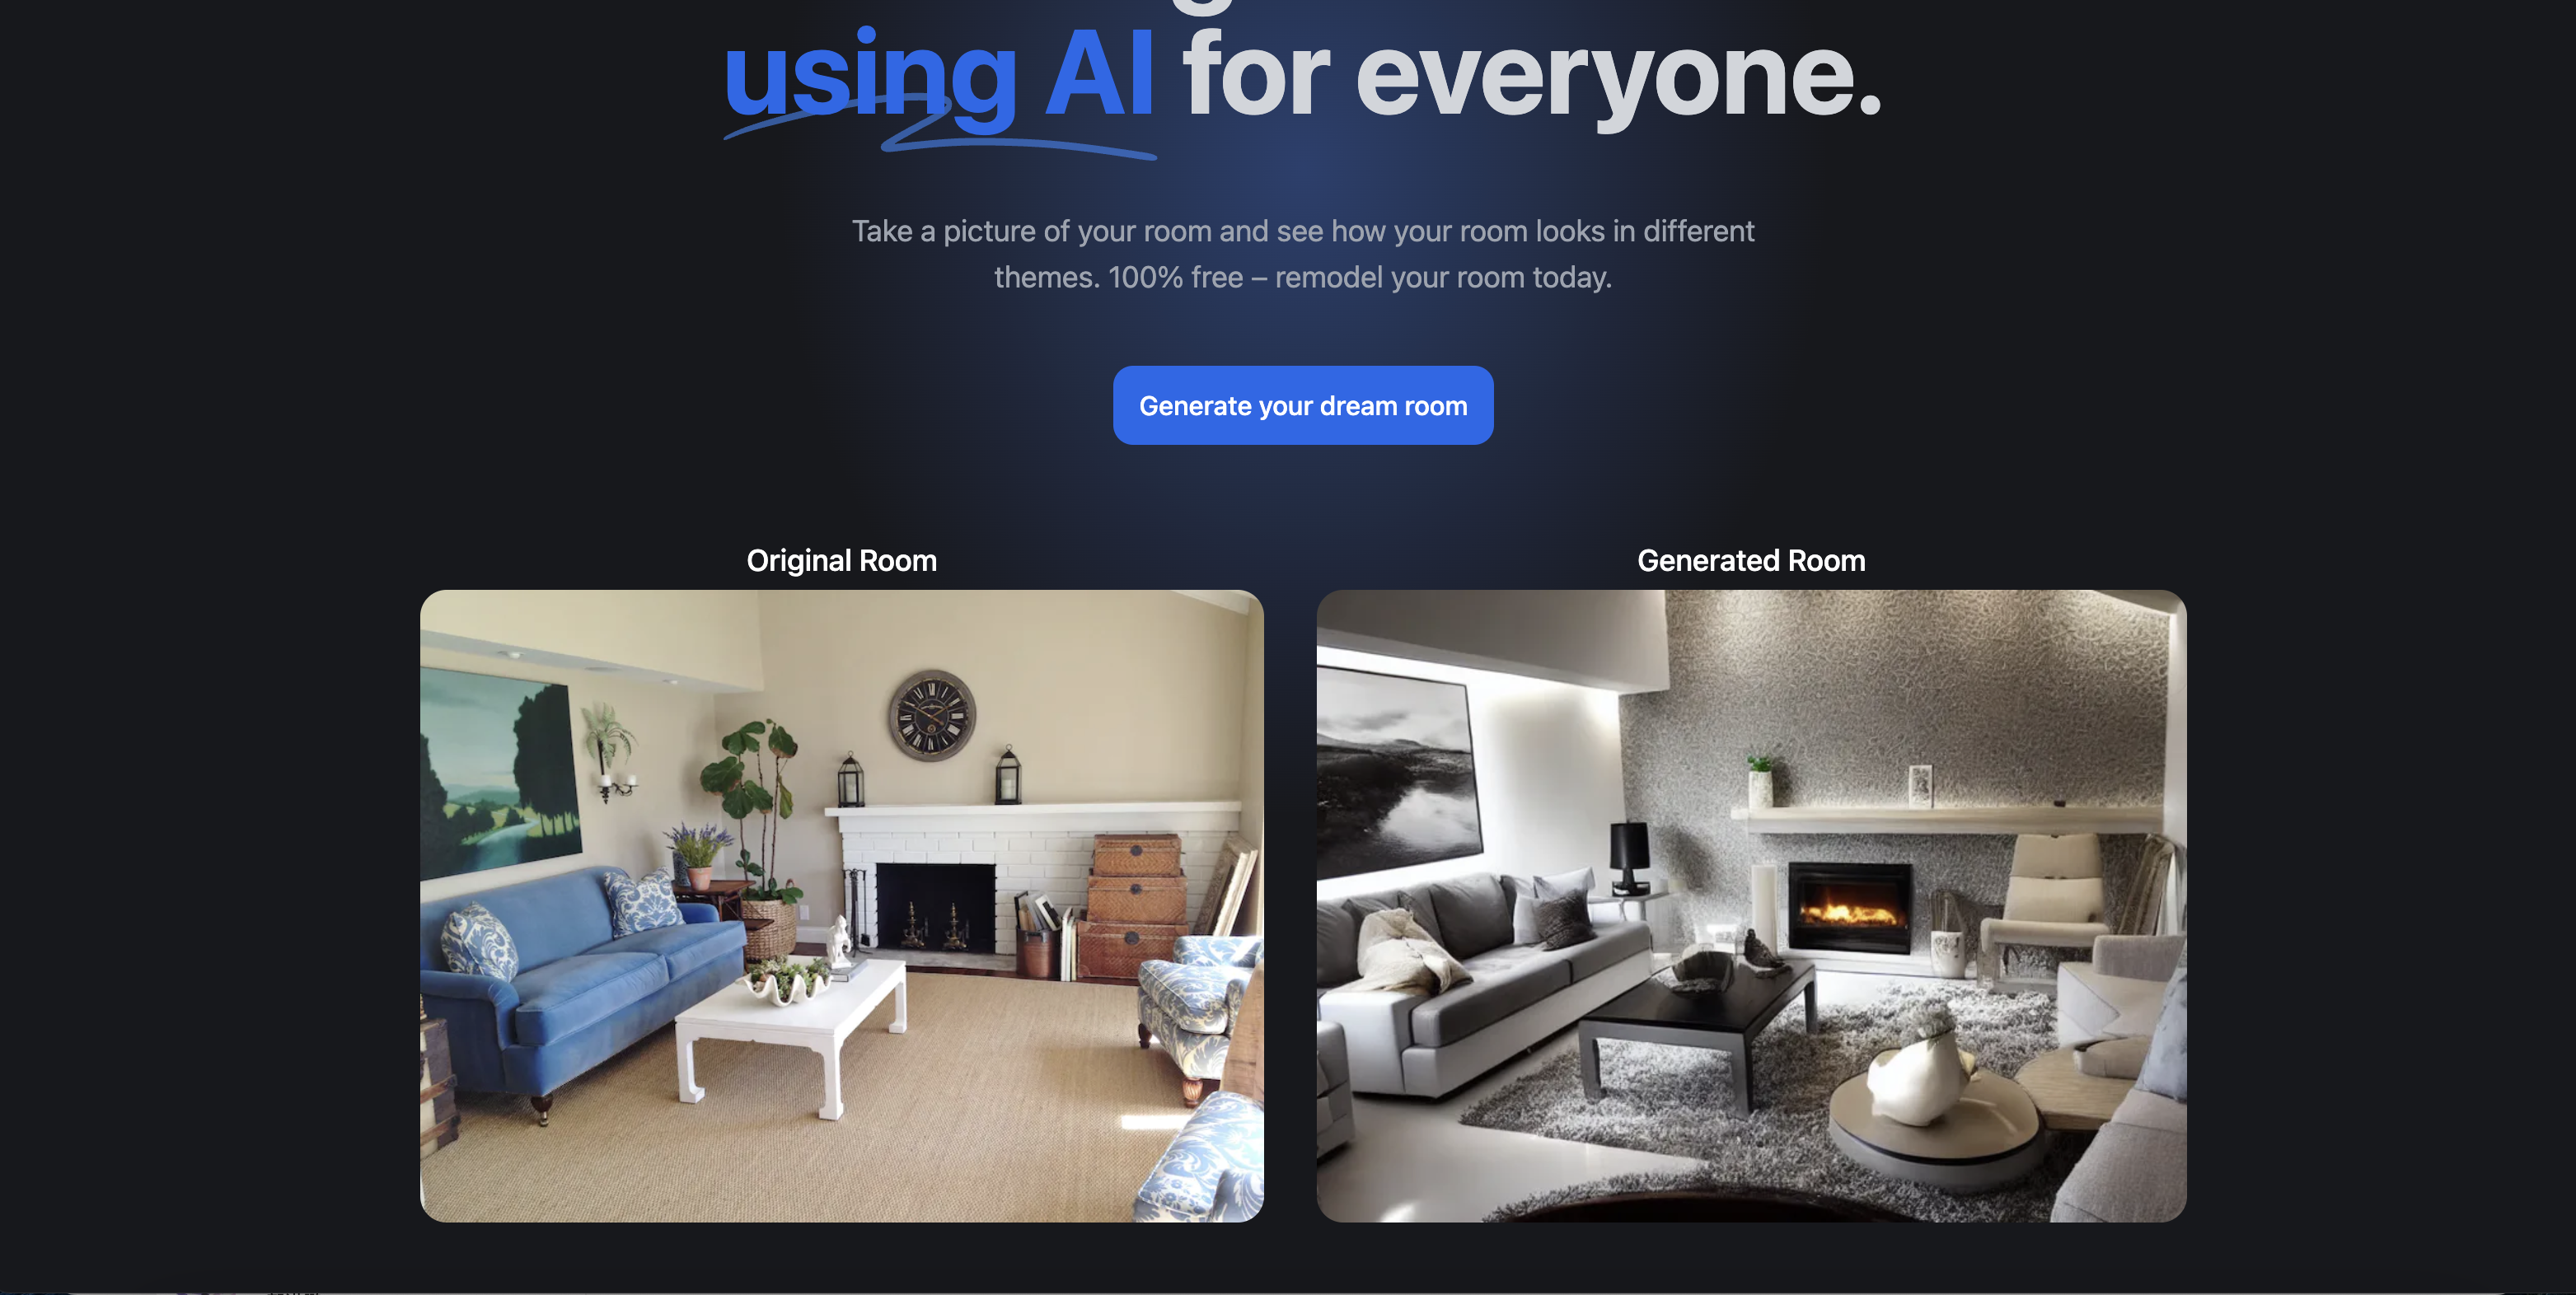 using AI for everyone.
Take a picture of your room and see how your room looks in different
themes. 100% free – remodel your room today.
Generate your dream room
Original Room
Generated Room